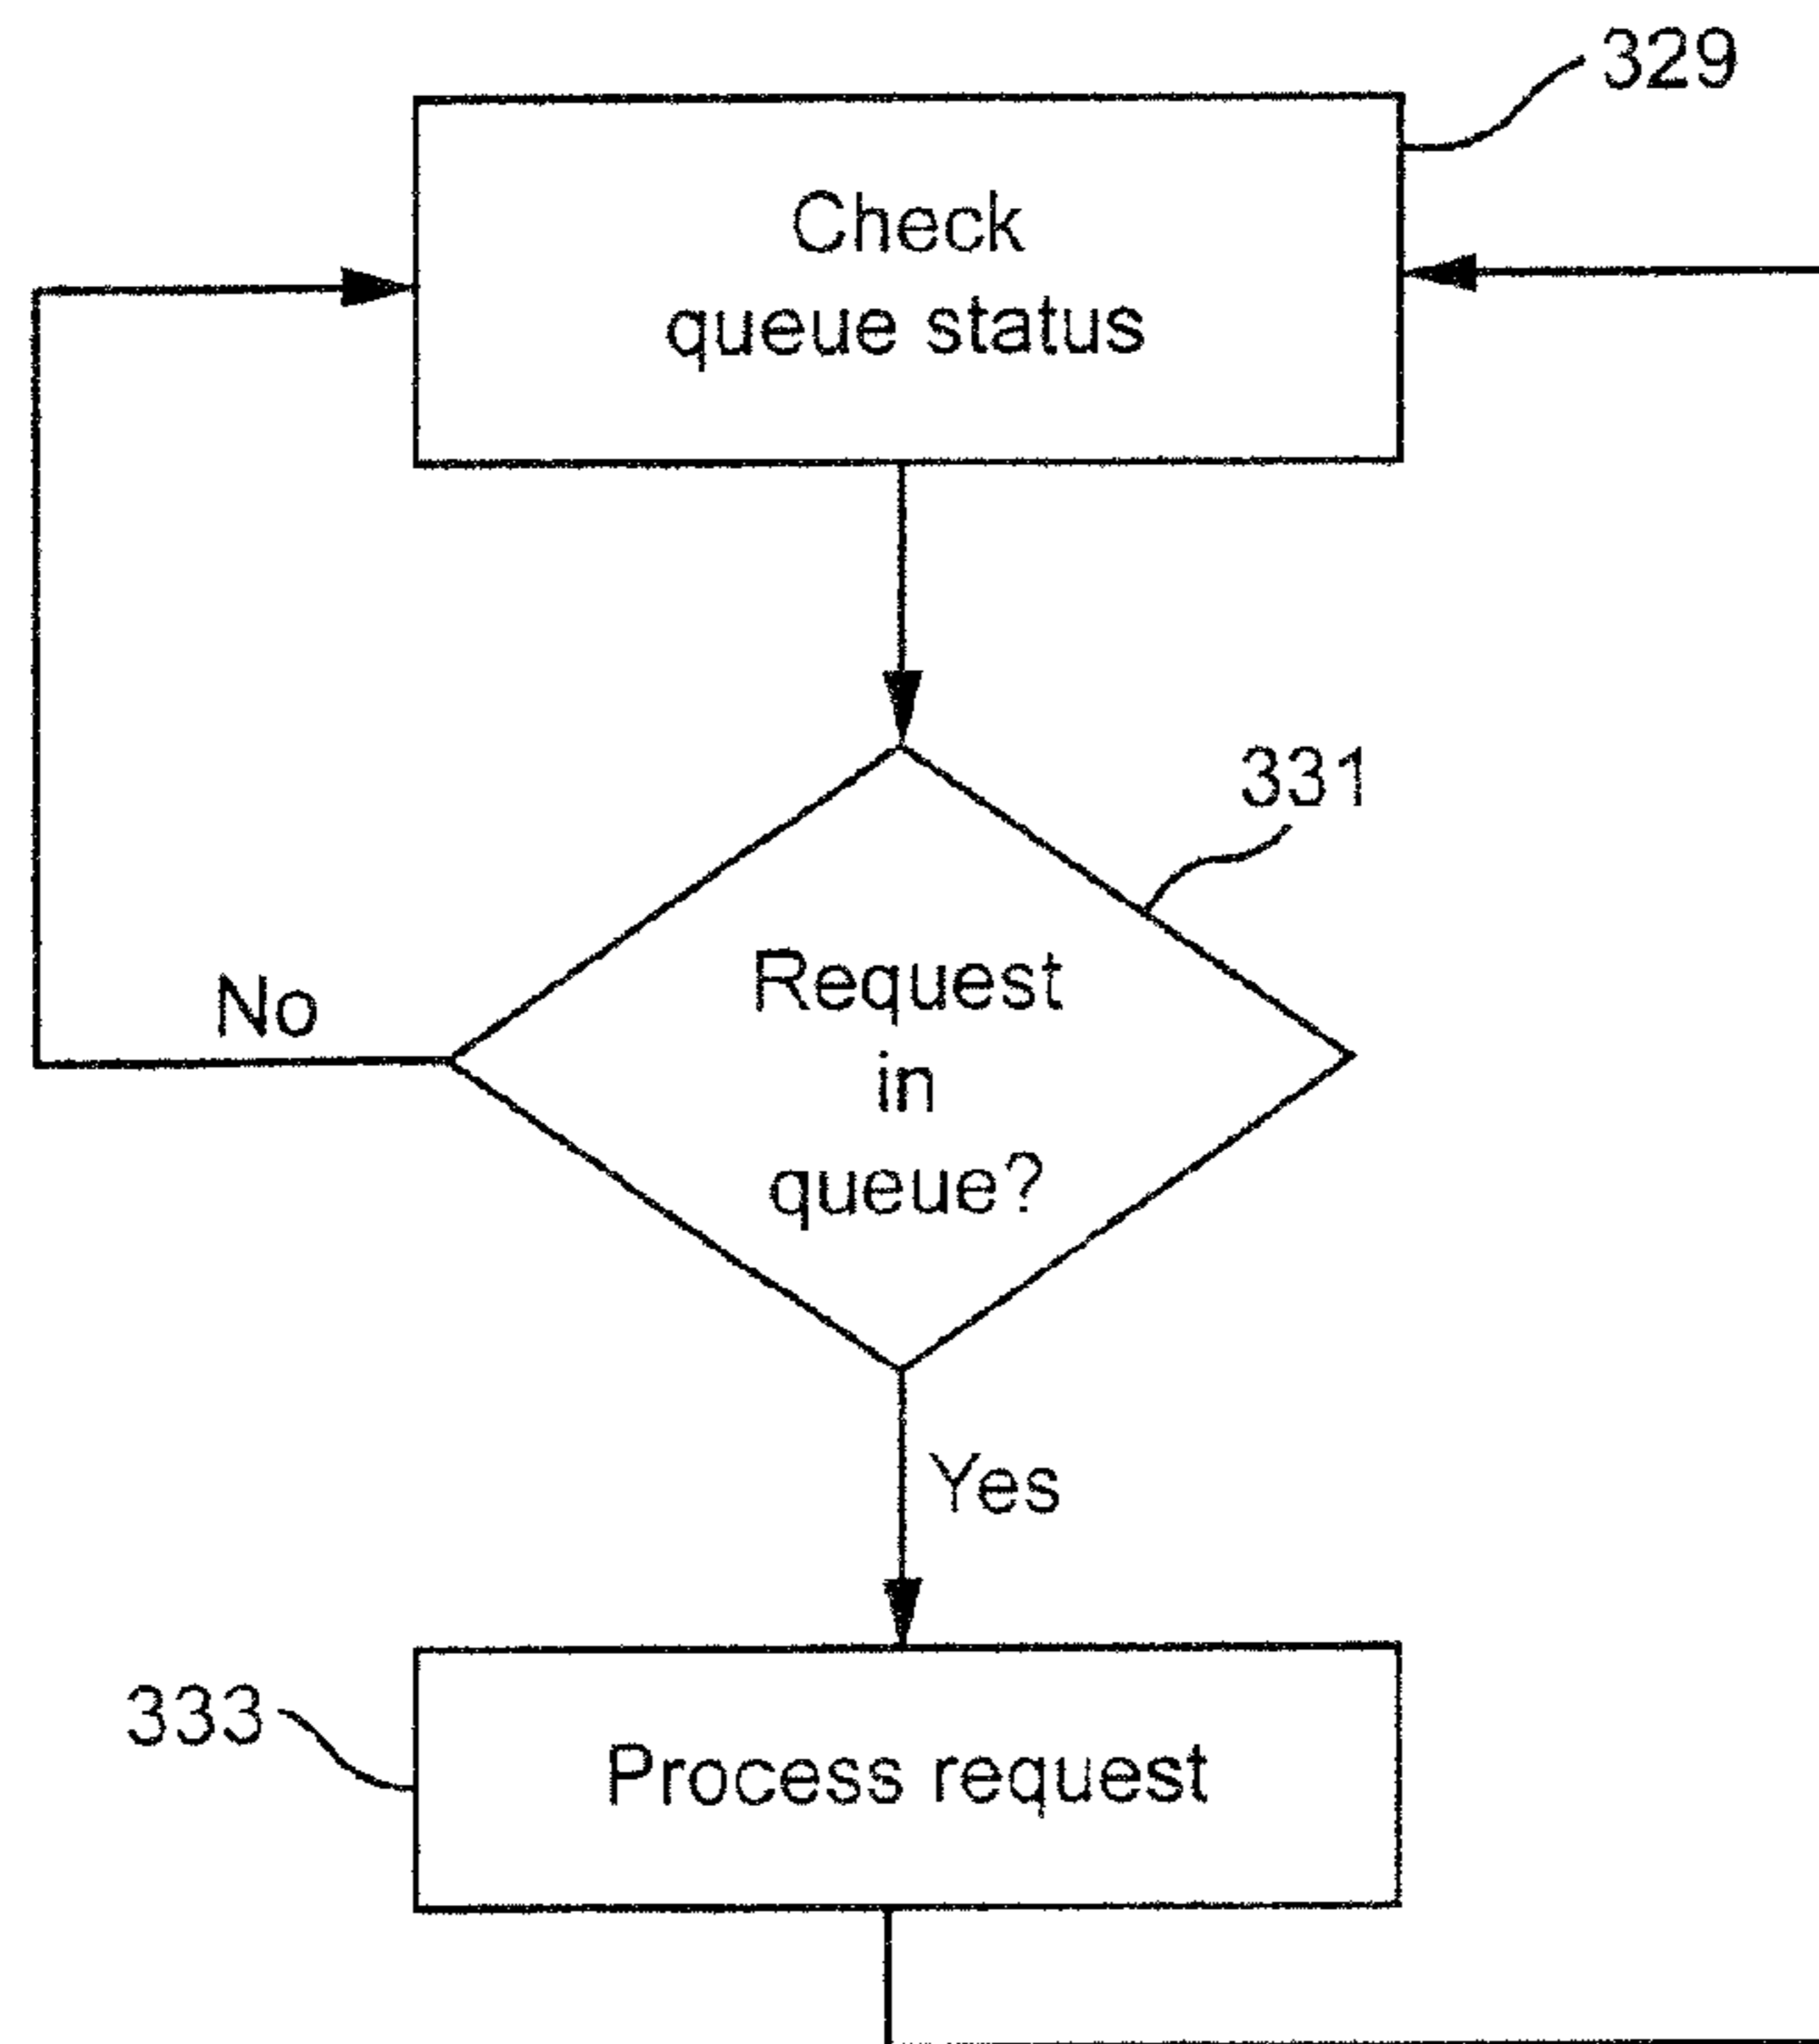 329
Check
queue status
331
Request
in
queue?
No
Yes
333
Process request